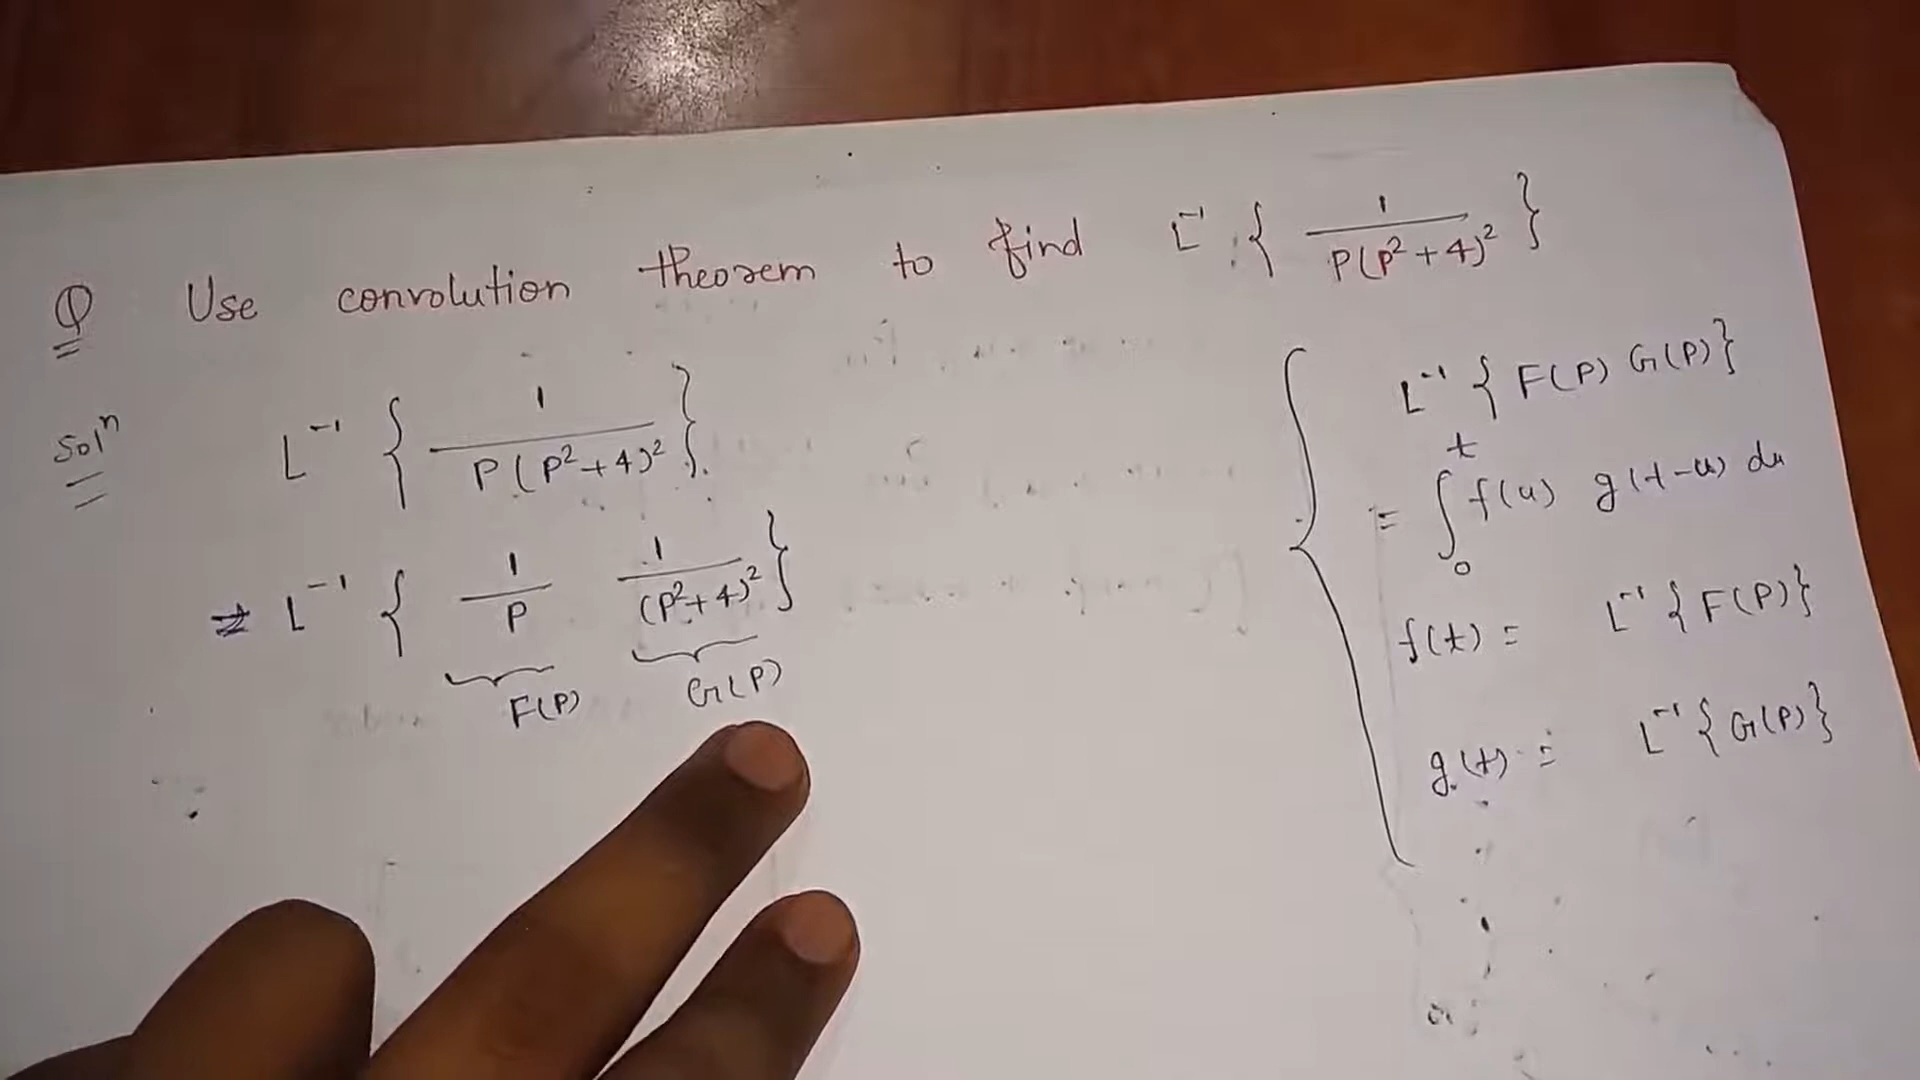 Q Use convolution theorem to find L⁻¹ { 1 / P(P²+4)² }
Solⁿ L⁻¹ { 1 / P(P²+4)² }
= L⁻¹ { 1/P 1/(P²+4)² }
F(P) G(P)
L⁻¹ { F(P) G(P) }
= ∫₀ᵗ f(u) g(t-u) du
f(t) = L⁻¹ { F(P) }
g(t) = L⁻¹ { G(P) }